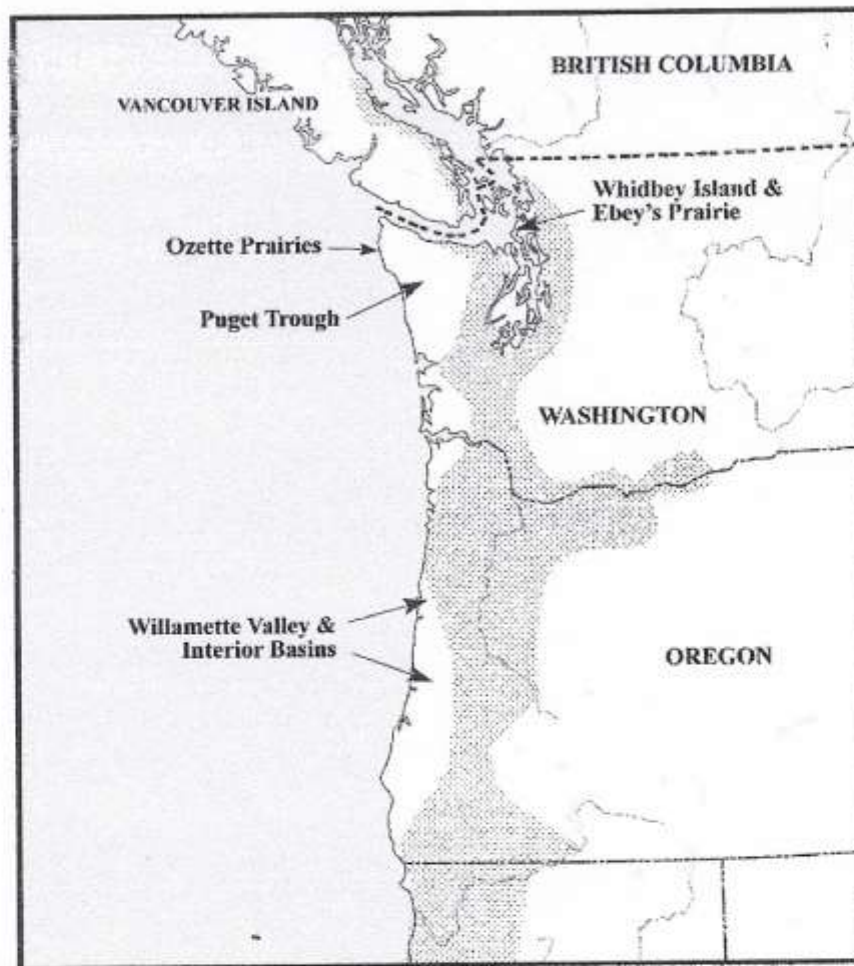 BRITISH COLUMBIA
VANCOUVER ISLAND
Whidbey Island &
Ebey's Prairie
Ozette Prairies
Puget Trough
WASHINGTON
Willamette Valley &
Interior Basins
OREGON